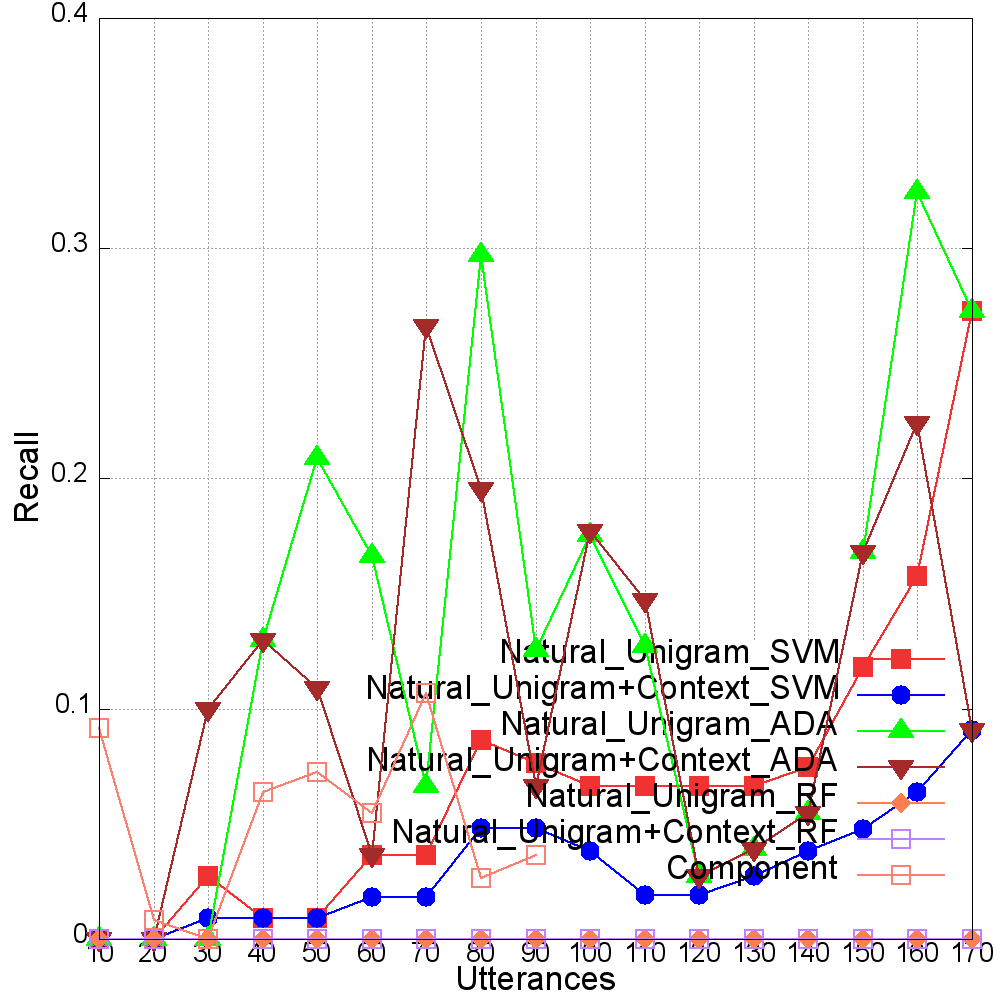 0.4
0.3
0.2
0.1
0
Recall
Natural_Unigram_SVM
Natural_Unigram+Context_SVM
Natural_Unigram_ADA
Natural_Unigram+Context_ADA
Natural_Unigram_RF
Natural_Unigram+Context_RF
Component
10 20 30 40 50 60 70 80 90 100 110 120 130 140 150 160 170
Utterances